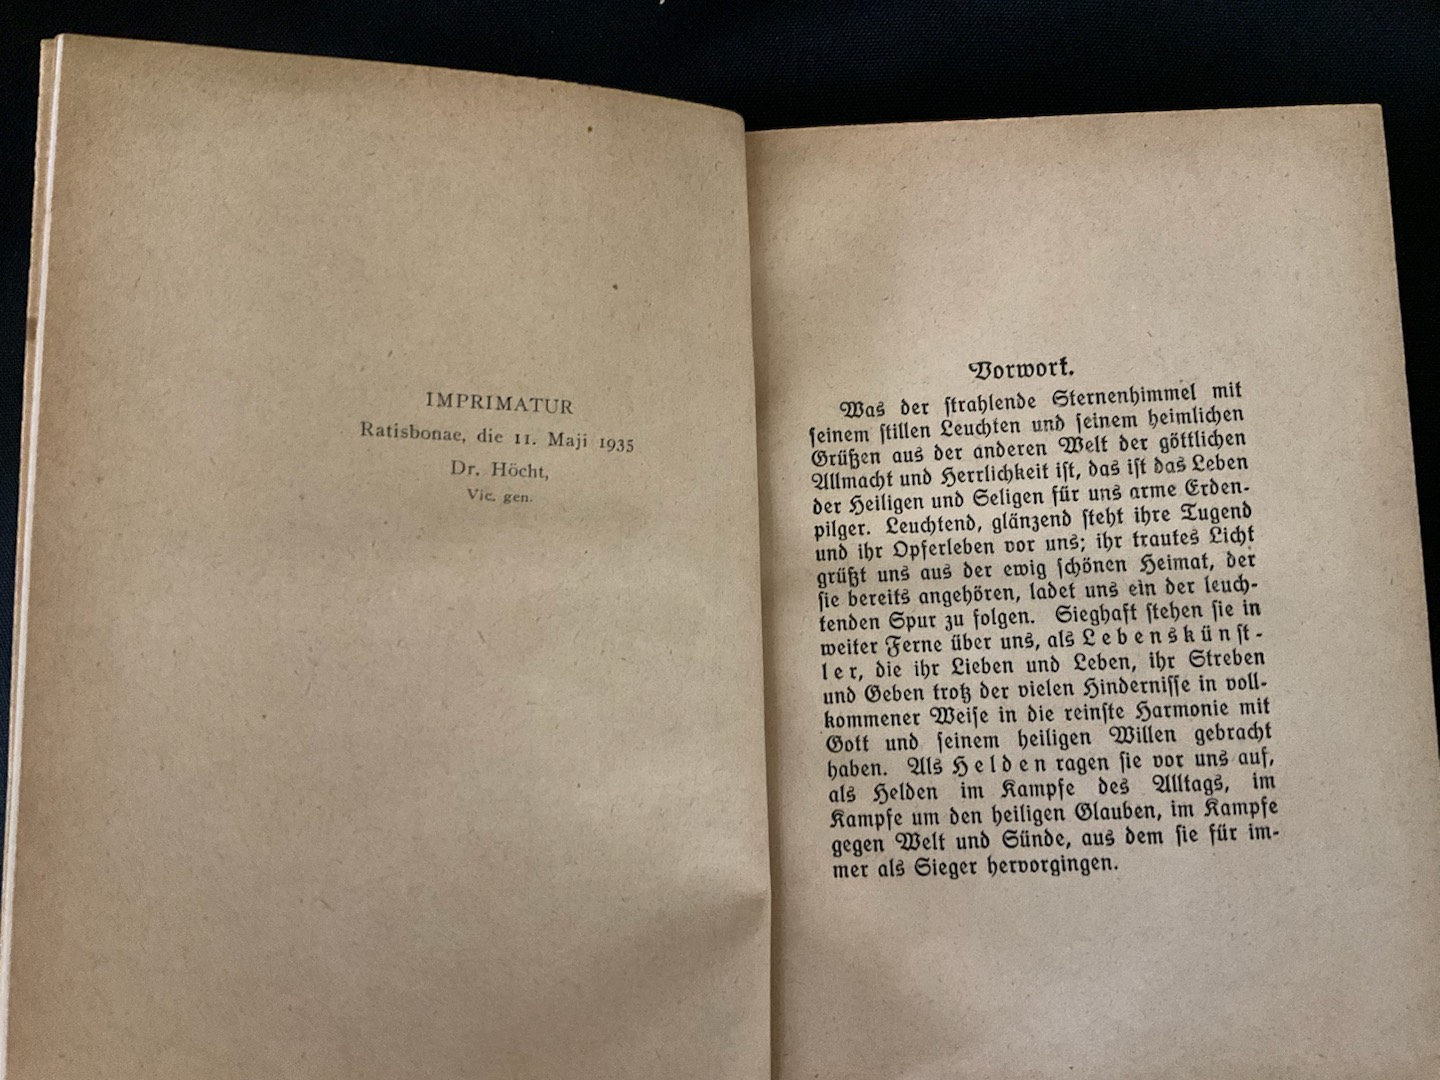 IMPRIMATUR
Ratisbonae, die 11. Maji 1935
Dr. Höcht,
Vic. gen.
Vorwort.
Was der strahlende Sternenhimmel mit
seinem stillen Leuchten und seinem heimlichen
Grüßen aus der anderen Welt der göttlichen
Allmacht und Herrlichkeit ist, das ist das Leben
der Heiligen und Seligen für uns arme Erden-
pilger. Leuchtend, glänzend steht ihre Tugend
und ihr Opferleben vor uns; ihr trautes Licht
grüßt uns aus der ewig schönen Heimat, der
sie bereits angehören, ladet uns ein der leuch-
tenden Spur zu folgen. Sieghaft stehen sie in
weiter Ferne über uns, als Lebenskünst-
ler, die ihr Lieben und Leben, ihr Streben
und Geben trotz der vielen Hindernisse in voll-
kommener Weise in die reinste Harmonie mit
Gott und seinem heiligen Willen gebracht
haben. Als Helden ragen sie vor uns auf,
als Helden im Kampfe des Alltags, im
Kampfe um den heiligen Glauben, im Kampfe
gegen Welt und Sünde, aus dem sie für im-
mer als Sieger hervorgingen.